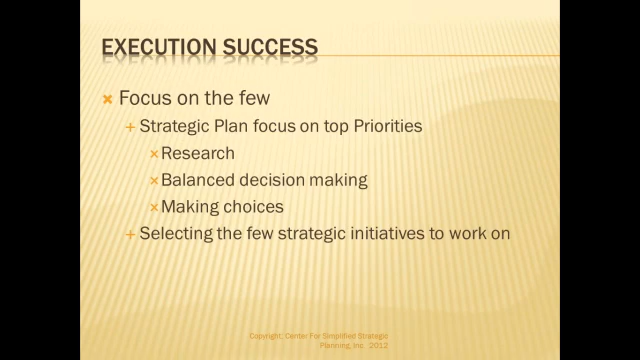 EXECUTION SUCCESS
Focus on the few
Strategic Plan focus on top Priorities
Research
Balanced decision making
Making choices
Selecting the few strategic initiatives to work on
Copyright; Center For Simplified Strategic
Planning, Inc. 2012